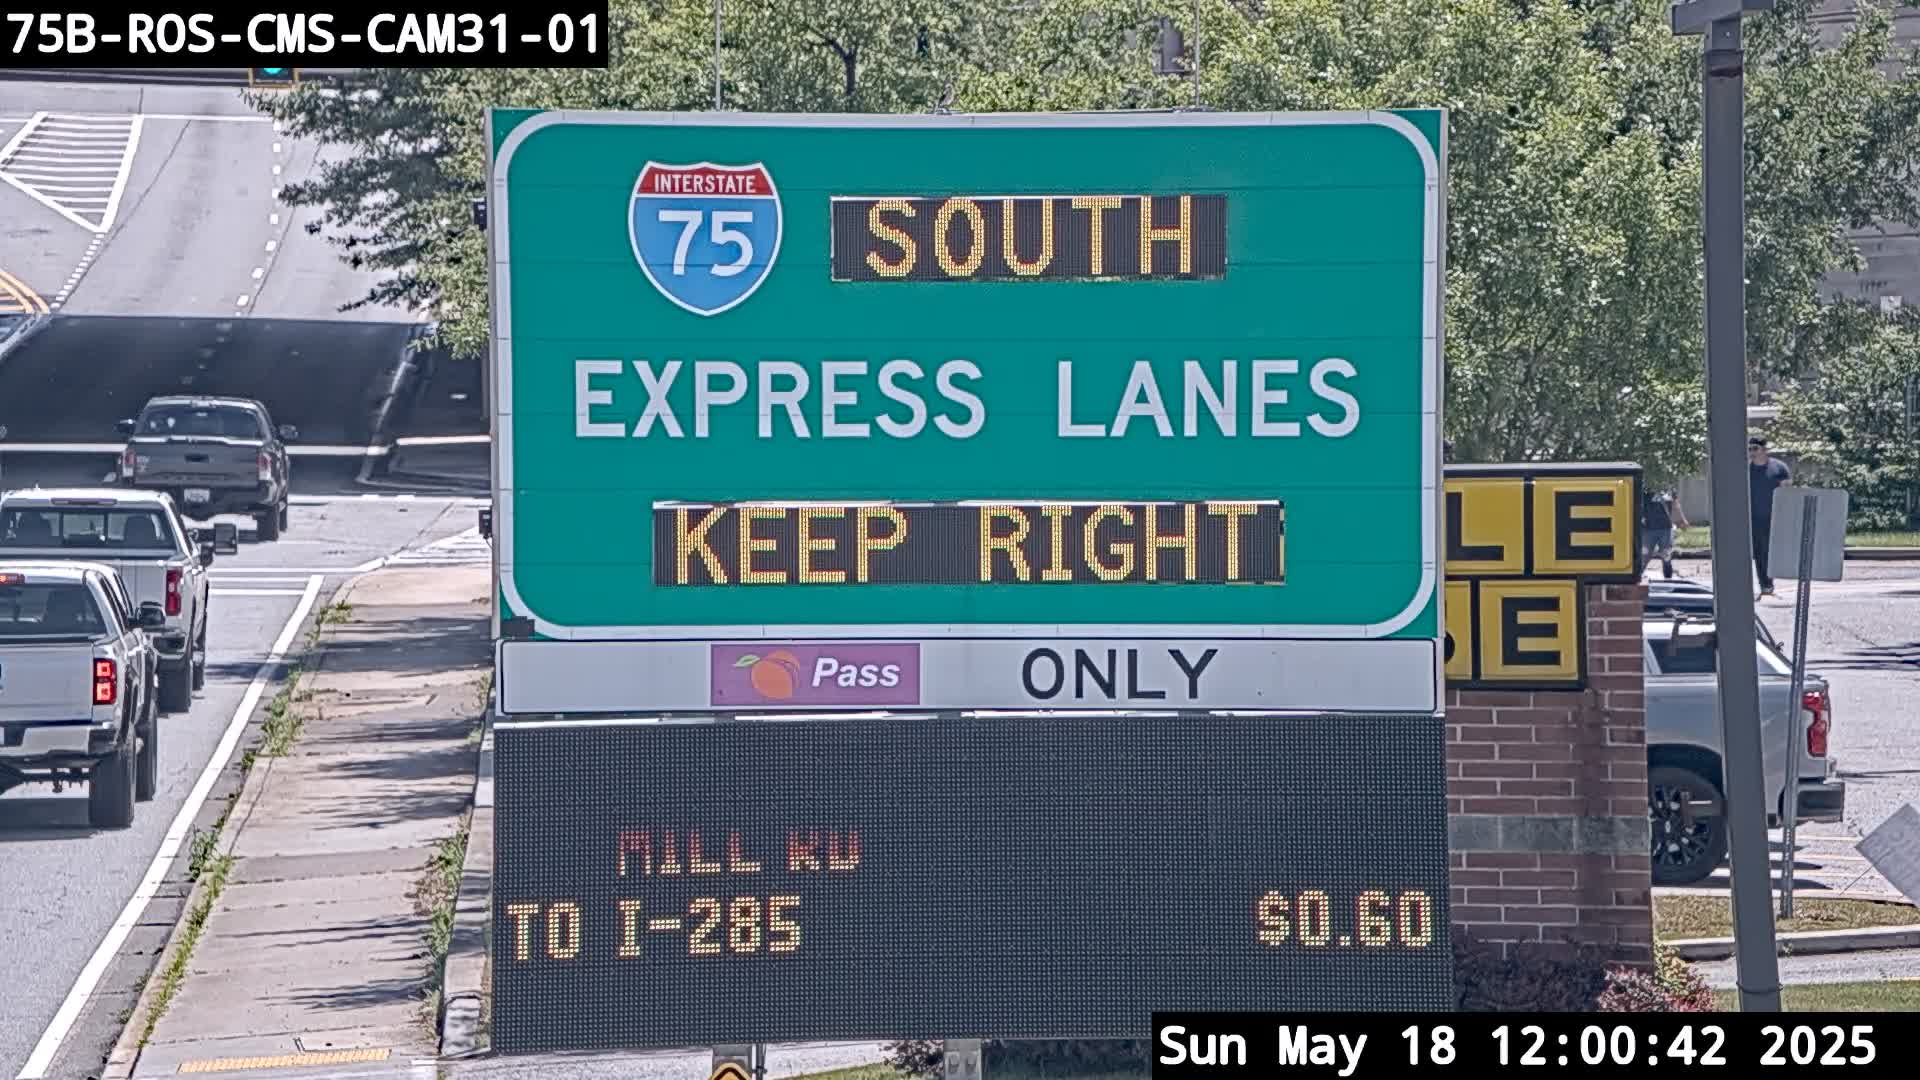 75B-ROS-CMS-CAM31-01
INTERSTATE
75
SOUTH
EXPRESS LANES
KEEP RIGHT
Pass ONLY
LE
E
MILL
TO I-285 $0.60
Sun May 18 12:00:42 2025